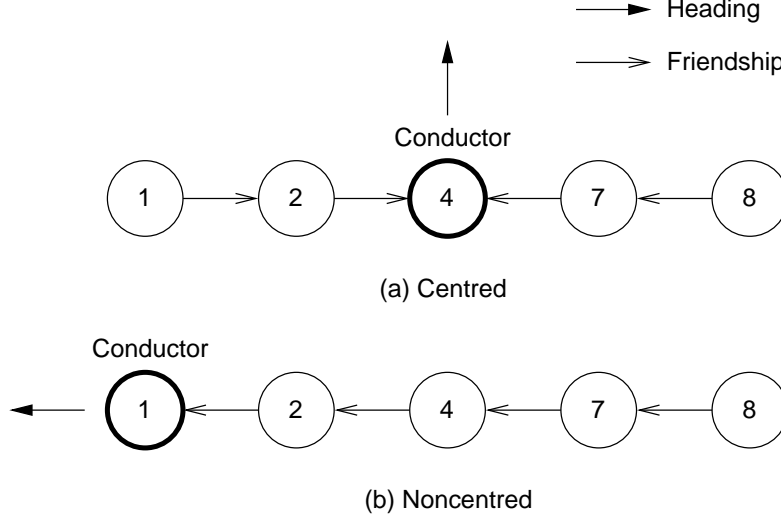 Heading
Friendship
Conductor
1 2 4 7 8
(a) Centred
Conductor
1 2 4 7 8
(b) Noncentred